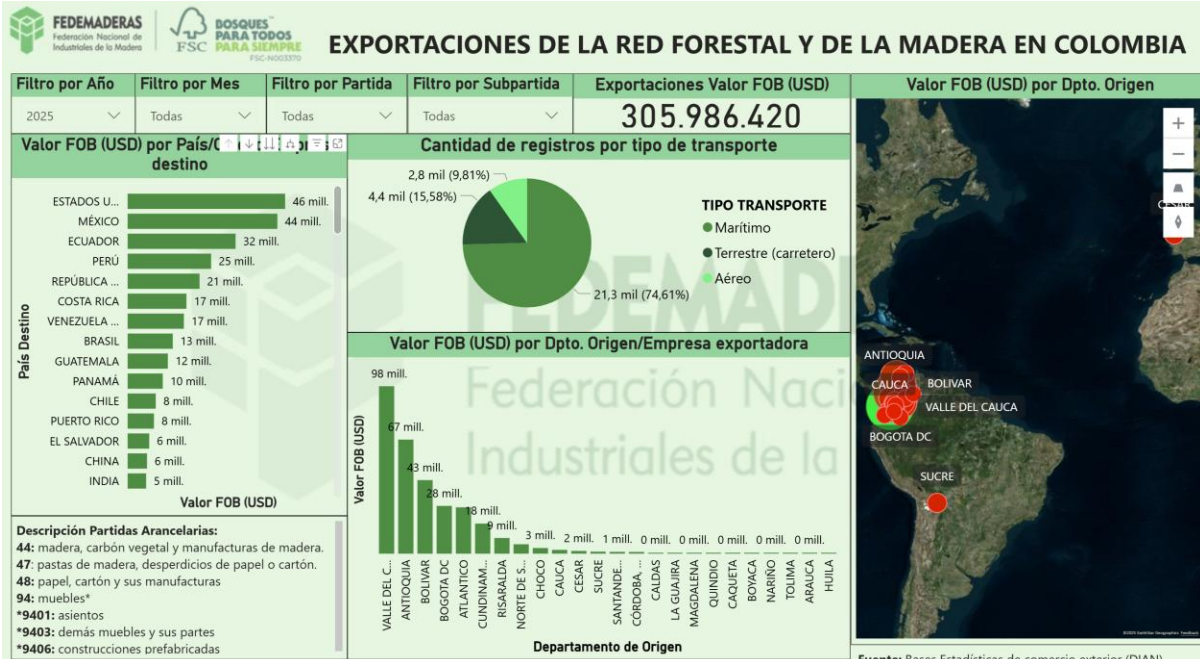 FEDEMADERAS
Federación Nacional de
Industriales de la Madera
FSC
BOSQUES
PARA TODOS
PARA SIEMPRE
FSC-N003370
EXPORTACIONES DE LA RED FORESTAL Y DE LA MADERA EN COLOMBIA
Filtro por Año
2025
Filtro por Mes
Todas
Filtro por Partida
Todas
Filtro por Subpartida
Todas
Exportaciones Valor FOB (USD)
305.986.420
Valor FOB (USD) por País/
destino
País Destino
ESTADOS U... 46 mill.
MÉXICO 44 mill.
ECUADOR 32 mill.
PERÚ 25 mill.
REPÚBLICA ... 21 mill.
COSTA RICA 17 mill.
VENEZUELA ... 17 mill.
BRASIL 13 mill.
GUATEMALA 12 mill.
PANAMÁ 10 mill.
CHILE 8 mill.
PUERTO RICO 8 mill.
EL SALVADOR 6 mill.
CHINA 6 mill.
INDIA 5 mill.
Valor FOB (USD)
Descripción Partidas Arancelarias:
44: madera, carbón vegetal y manufacturas de madera.
47: pastas de madera, desperdicios de papel o cartón.
48: papel, cartón y sus manufacturas
94: muebles*
*9401: asientos
*9403: demás muebles y sus partes
*9406: construcciones prefabricadas
Cantidad de registros por tipo de transporte
2,8 mil (9,81%)
4,4 mil (15,58%)
21,3 mil (74,61%)
TIPO TRANSPORTE
Marítimo
Terrestre (carretero)
Aéreo
FEDEMADE
Federación Naci
Industriales de la
Valor FOB (USD) por Dpto. Origen/Empresa exportadora
Valor FOB (USD)
98 mill.
67 mill.
43 mill.
28 mill.
18 mill.
9 mill.
3 mill.
2 mill.
1 mill.
0 mill.
0 mill.
0 mill.
0 mill.
0 mill.
VALLE DEL C...
ANTIOQUIA
BOLIVAR
BOGOTA DC
ATLANTICO
CUNDINAM...
RISARALDA
NORTE DE S...
CHOCO
CAUCA
CESAR
SUCRE
SANTANDE...
CÓRDOBA, ...
CALDAS
LA GUAJIRA
MAGDALENA
QUINDIO
CAQUETA
BOYACA
NARIÑO
TOLIMA
ARAUCA
HUILA
Departamento de Origen
Valor FOB (USD) por Dpto. Origen
CESAR
ANTIOQUIA
CAUCA
BOLIVAR
VALLE DEL CAUCA
BOGOTA DC
SUCRE
Fuente: Bases Estadísticas de comercio exterior (DIAN)